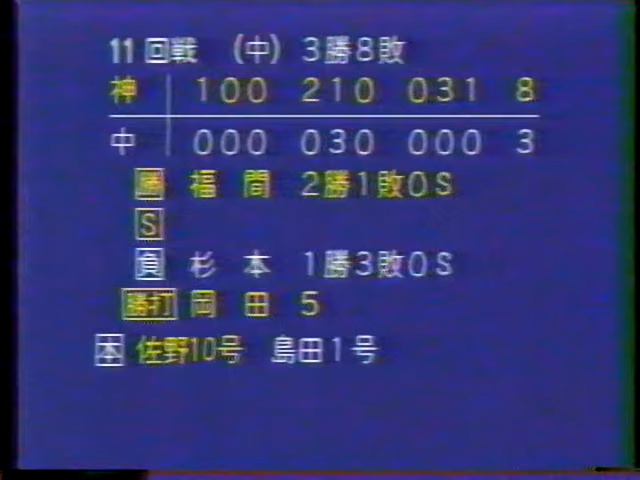 11回戦 (中) 3勝8敗
神 100 210 031 8
中 000 030 000 3
勝 福間 2勝1敗0S
S
負 杉本 1勝3敗0S
勝打 岡田 5
本 佐野10号 島田1号